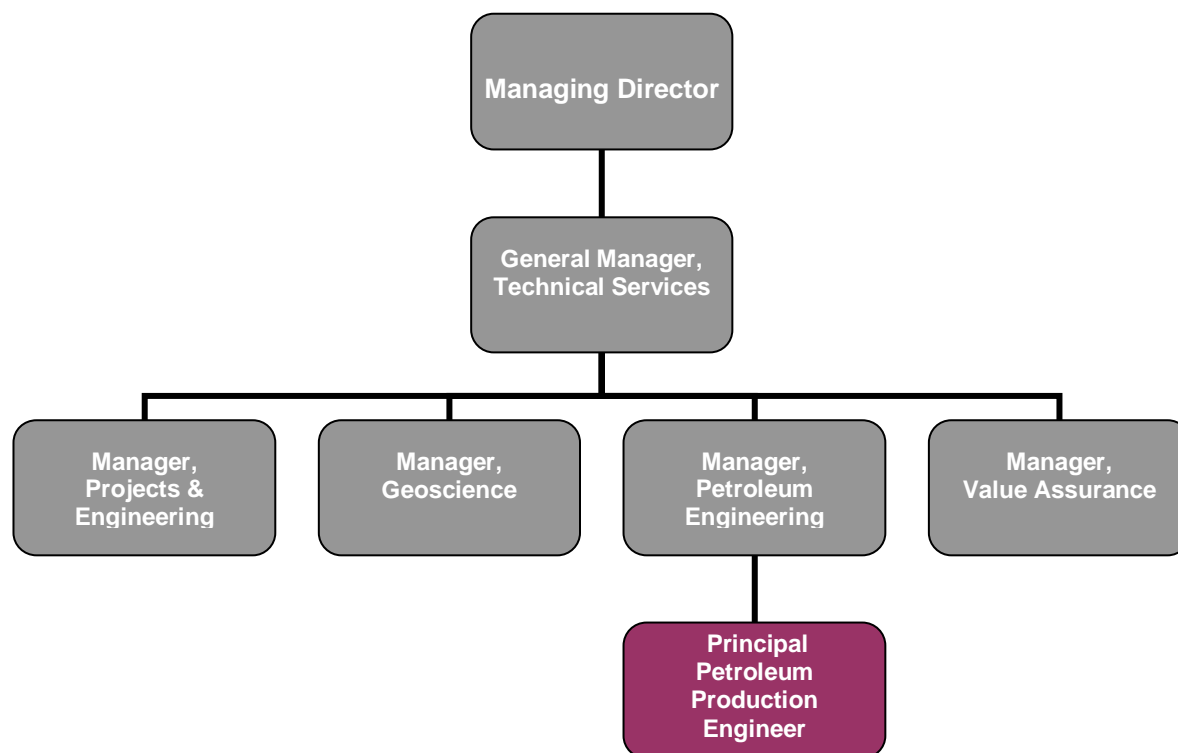 Managing Director
General Manager,
Technical Services
Manager,
Projects &
Engineering
Manager,
Geoscience
Manager,
Petroleum
Engineering
Manager,
Value Assurance
Principal
Petroleum
Production
Engineer